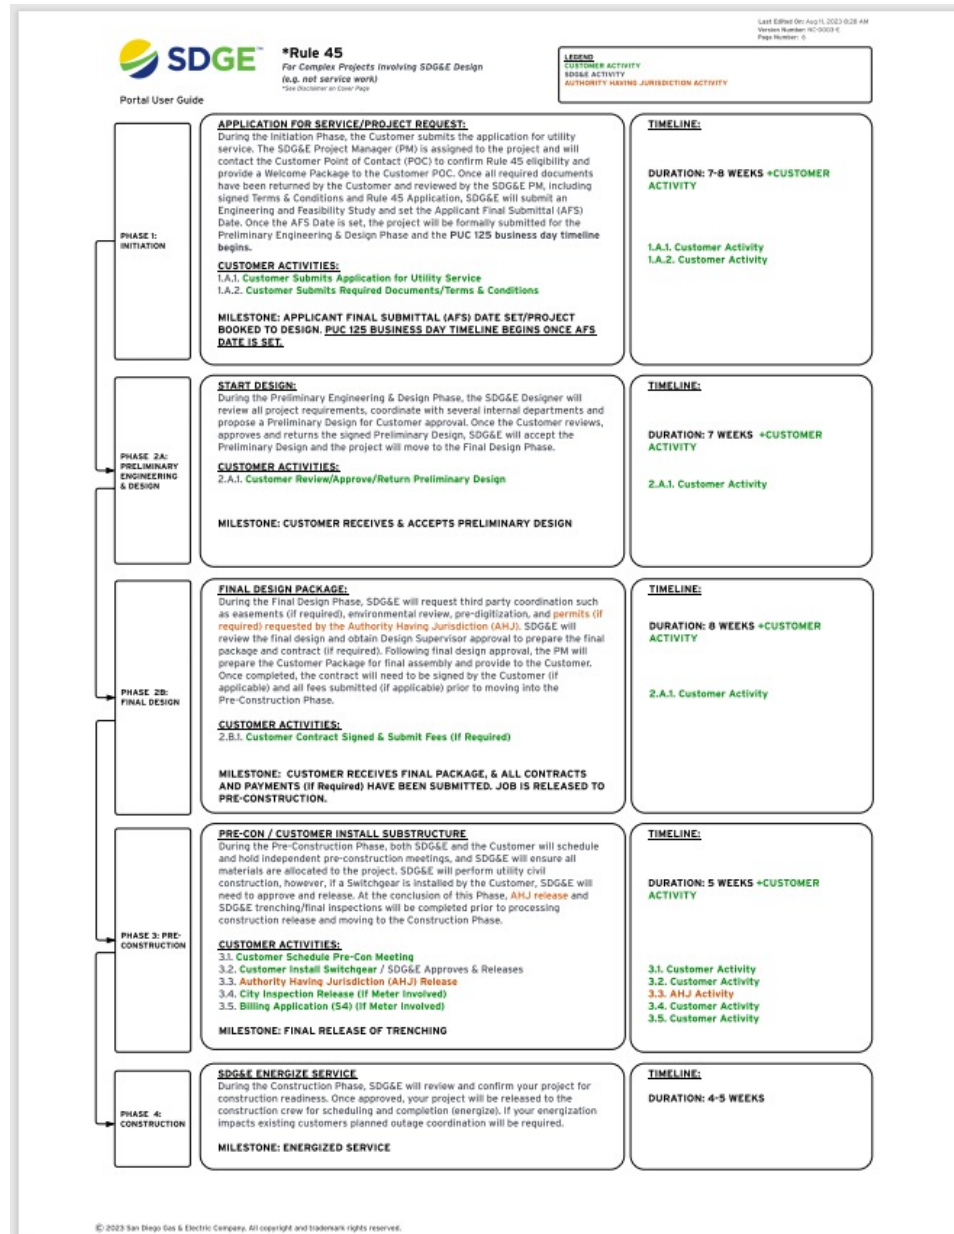 Last Edited On: Aug 11, 2023 8:28 AM
Version Number: NC-0003-E
Page Number: 6
SDGE™
*Rule 45
For Complex Projects Involving SDG&E Design
(e.g. not service work)
*See Disclaimer on Cover Page
LEGEND
CUSTOMER ACTIVITY
SDG&E ACTIVITY
AUTHORITY HAVING JURISDICTION ACTIVITY
Portal User Guide
PHASE 1:
INITIATION
APPLICATION FOR SERVICE/PROJECT REQUEST:
During the Initiation Phase, the Customer submits the application for utility
service. The SDG&E Project Manager (PM) is assigned to the project and will
contact the Customer Point of Contact (POC) to confirm Rule 45 eligibility and
provide a Welcome Package to the Customer POC. Once all required documents
have been returned by the Customer and reviewed by the SDG&E PM, including
signed Terms & Conditions and Rule 45 Application, SDG&E will submit an
Engineering and Feasibility Study and set the Applicant Final Submittal (AFS)
Date. Once the AFS Date is set, the project will be formally submitted for the
Preliminary Engineering & Design Phase and the PUC 125 business day timeline
begins.
CUSTOMER ACTIVITIES:
1.A.1. Customer Submits Application for Utility Service
1.A.2. Customer Submits Required Documents/Terms & Conditions
MILESTONE: APPLICANT FINAL SUBMITTAL (AFS) DATE SET/PROJECT
BOOKED TO DESIGN. PUC 125 BUSINESS DAY TIMELINE BEGINS ONCE AFS
DATE IS SET.
TIMELINE:
DURATION: 7-8 WEEKS +CUSTOMER
ACTIVITY
1.A.1. Customer Activity
1.A.2. Customer Activity
PHASE 2A:
PRELIMINARY
ENGINEERING
& DESIGN
START DESIGN:
During the Preliminary Engineering & Design Phase, the SDG&E Designer will
review all project requirements, coordinate with several internal departments and
propose a Preliminary Design for Customer approval. Once the Customer reviews,
approves and returns the signed Preliminary Design, SDG&E will accept the
Preliminary Design and the project will move to the Final Design Phase.
CUSTOMER ACTIVITIES:
2.A.1. Customer Review/Approve/Return Preliminary Design
MILESTONE: CUSTOMER RECEIVES & ACCEPTS PRELIMINARY DESIGN
TIMELINE:
DURATION: 7 WEEKS +CUSTOMER
ACTIVITY
2.A.1. Customer Activity
PHASE 2B:
FINAL DESIGN
FINAL DESIGN PACKAGE:
During the Final Design Phase, SDG&E will request third party coordination such
as easements (if required), environmental review, pre-digitization, and permits (if
required) requested by the Authority Having Jurisdiction (AHJ). SDG&E will
review the final design and obtain Design Supervisor approval to prepare the final
package and contract (if required). Following final design approval, the PM will
prepare the Customer Package for final assembly and provide to the Customer.
Once completed, the contract will need to be signed by the Customer (if
applicable) and all fees submitted (if applicable) prior to moving into the
Pre-Construction Phase.
CUSTOMER ACTIVITIES:
2.B.1. Customer Contract Signed & Submit Fees (If Required)
MILESTONE: CUSTOMER RECEIVES FINAL PACKAGE, & ALL CONTRACTS
AND PAYMENTS (If Required) HAVE BEEN SUBMITTED. JOB IS RELEASED TO
PRE-CONSTRUCTION.
TIMELINE:
DURATION: 8 WEEKS +CUSTOMER
ACTIVITY
2.A.1. Customer Activity
PHASE 3: PRE-
CONSTRUCTION
PRE-CON / CUSTOMER INSTALL SUBSTRUCTURE
During the Pre-Construction Phase, both SDG&E and the Customer will schedule
and hold independent pre-construction meetings, and SDG&E will ensure all
materials are allocated to the project. SDG&E will perform utility civil
construction, however, if a Switchgear is installed by the Customer, SDG&E will
need to approve and release. At the conclusion of this Phase, AHJ release and
SDG&E trenching/final inspections will be completed prior to processing
construction release and moving to the Construction Phase.
CUSTOMER ACTIVITIES:
3.1. Customer Schedule Pre-Con Meeting
3.2. Customer Install Switchgear / SDG&E Approves & Releases
3.3. Authority Having Jurisdiction (AHJ) Release
3.4. City Inspection Release (If Meter Involved)
3.5. Billing Application (S4) (If Meter Involved)
MILESTONE: FINAL RELEASE OF TRENCHING
TIMELINE:
DURATION: 5 WEEKS +CUSTOMER
ACTIVITY
3.1. Customer Activity
3.2. Customer Activity
3.3. AHJ Activity
3.4. Customer Activity
3.5. Customer Activity
PHASE 4:
CONSTRUCTION
SDG&E ENERGIZE SERVICE
During the Construction Phase, SDG&E will review and confirm your project for
construction readiness. Once approved, your project will be released to the
construction crew for scheduling and completion (energize). If your energization
impacts existing customers planned outage coordination will be required.
MILESTONE: ENERGIZED SERVICE
TIMELINE:
DURATION: 4-5 WEEKS
© 2023 San Diego Gas & Electric Company. All copyright and trademark rights reserved.